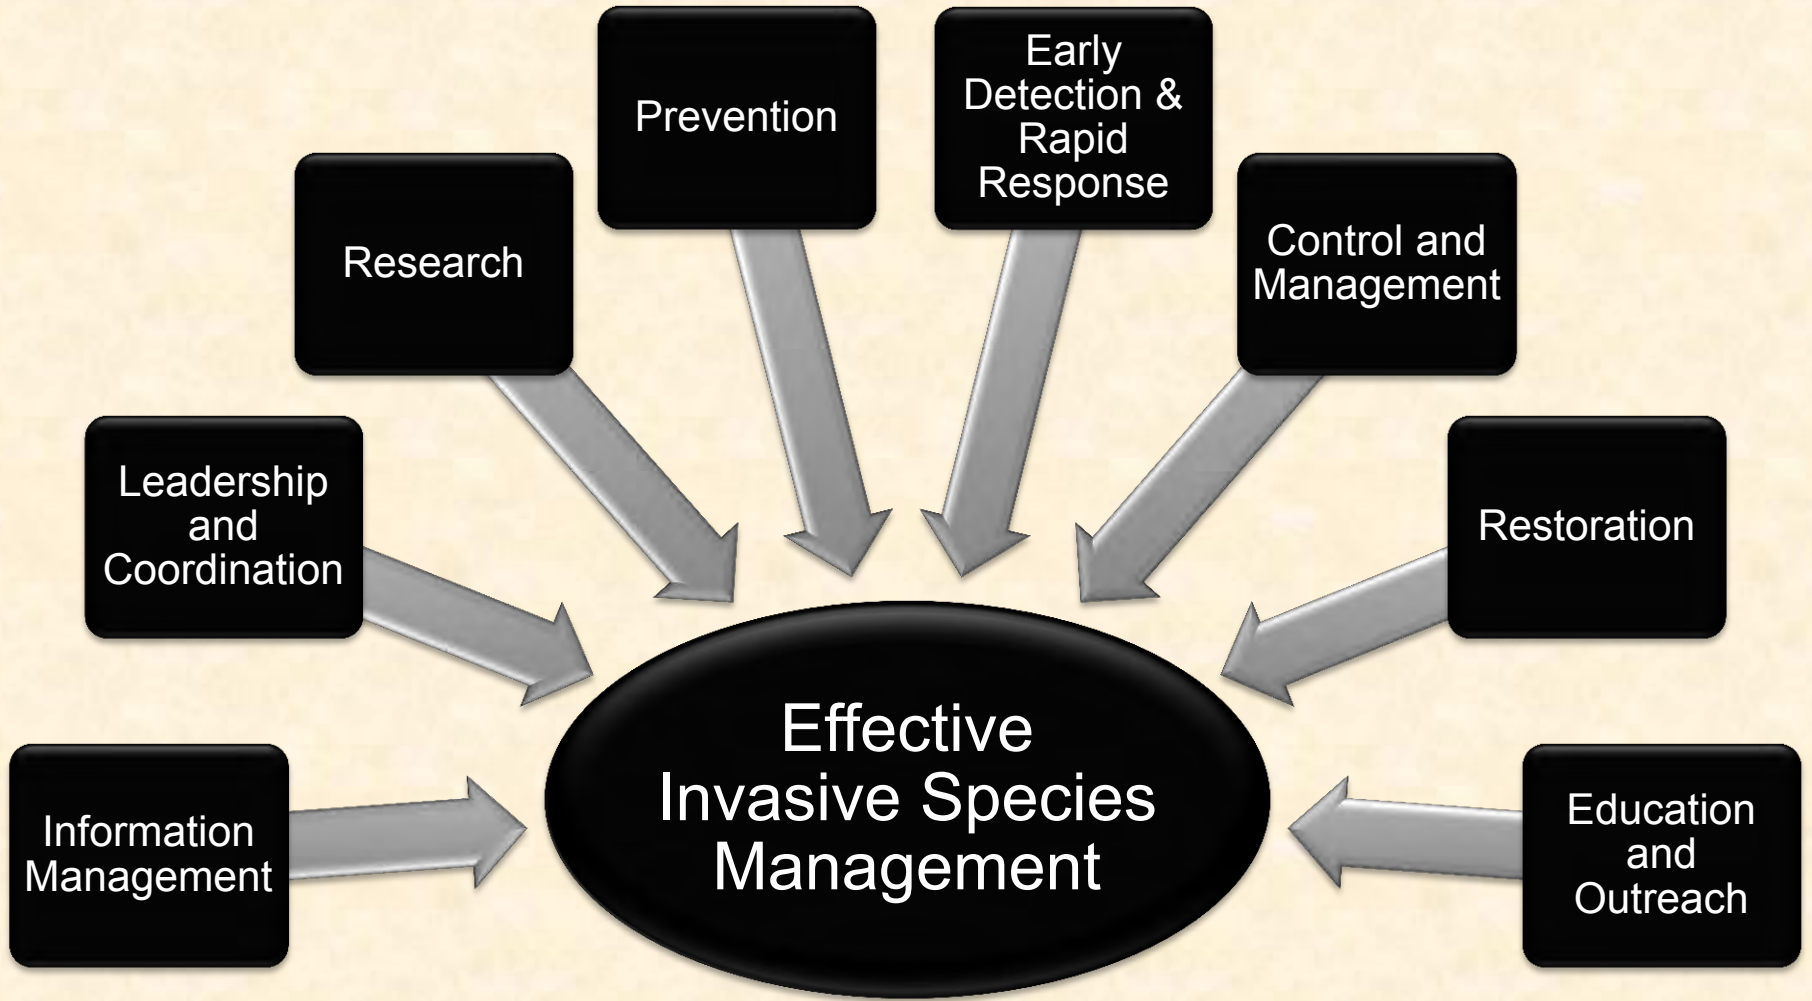 Early
Detection &
Rapid
Response
Prevention
Control and
Management
Research
Leadership
and
Coordination
Restoration
Effective
Invasive Species
Management
Information
Management
Education
and
Outreach